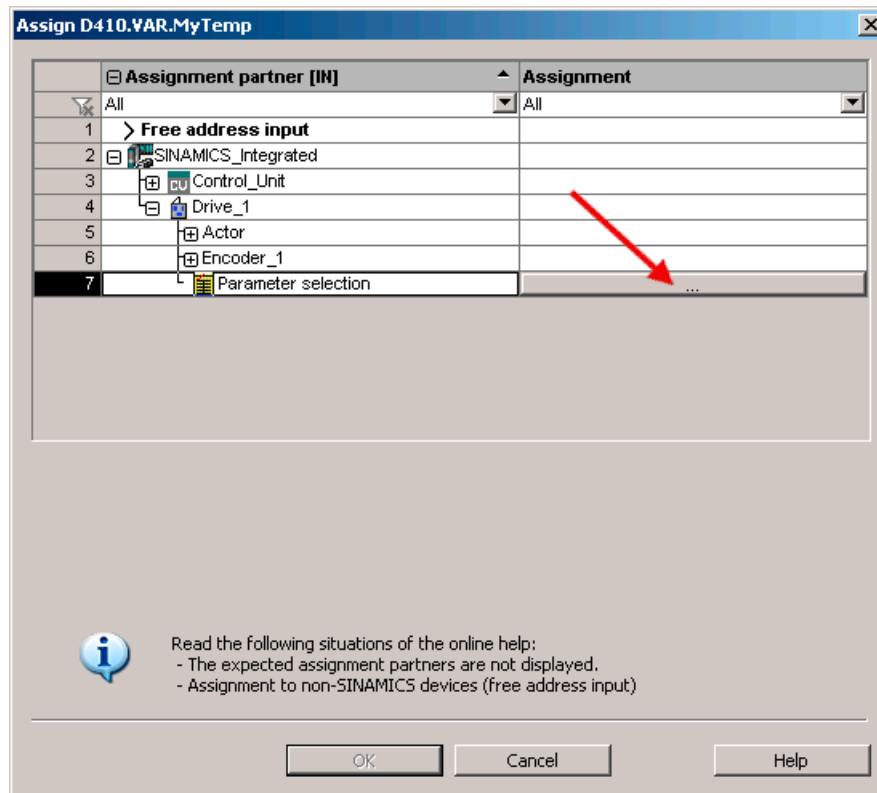 Assign D410.VAR.MyTemp
Assignment partner [IN] Assignment
All All
1 Free address input
2 SINAMICS_Integrated
3 CU Control_Unit
4 Drive_1
5 Actor
6 Encoder_1
7 Parameter selection ...
Read the following situations of the online help:
- The expected assignment partners are not displayed.
- Assignment to non-SINAMICS devices (free address input)
OK Cancel Help